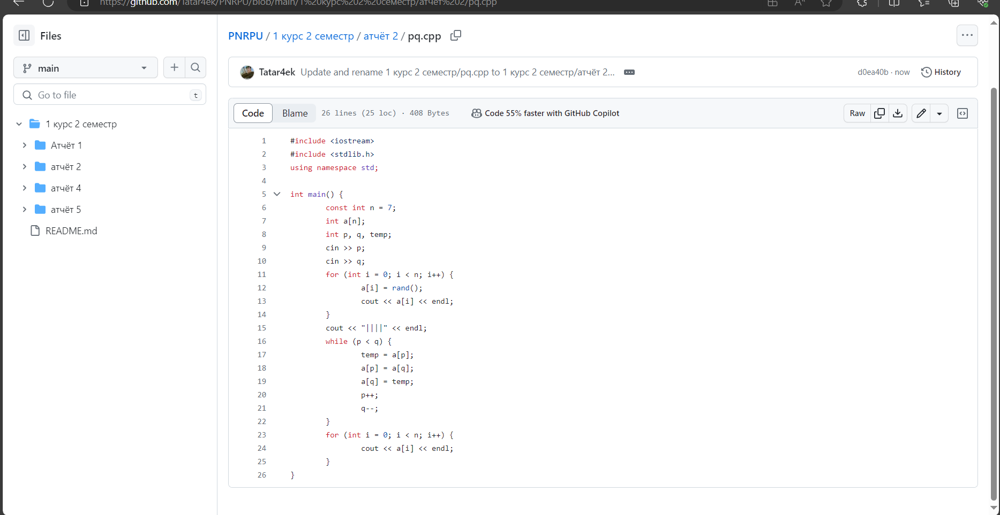 https://github.com/Tatar4ek/PNRPU/blob/main/1%20курс%202%20семестр/атчёт%202/pq.cpp
Files
PNRPU / 1 курс 2 семестр / атчёт 2 / pq.cpp
main
Tatar4ek Update and rename 1 курс 2 семестр/pq.cpp to 1 курс 2 семестр/атчёт 2... d0ea40b · now History
Go to file t
Code Blame 26 lines (25 loc) · 408 Bytes Code 55% faster with GitHub Copilot Raw
1 курс 2 семестр
Атчёт 1
атчёт 2
атчёт 4
атчёт 5
README.md
1 #include <iostream>
2 #include <stdlib.h>
3 using namespace std;
4
5 int main() {
6 const int n = 7;
7 int a[n];
8 int p, q, temp;
9 cin >> p;
10 cin >> q;
11 for (int i = 0; i < n; i++) {
12 a[i] = rand();
13 cout << a[i] << endl;
14 }
15 cout << "||||" << endl;
16 while (p < q) {
17 temp = a[p];
18 a[p] = a[q];
19 a[q] = temp;
20 p++;
21 q--;
22 }
23 for (int i = 0; i < n; i++) {
24 cout << a[i] << endl;
25 }
26 }